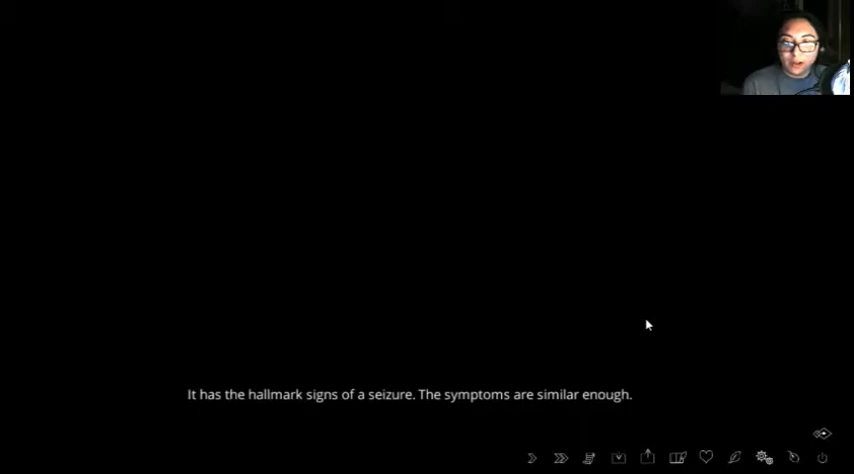 It has the hallmark signs of a seizure. The symptoms are similar enough.